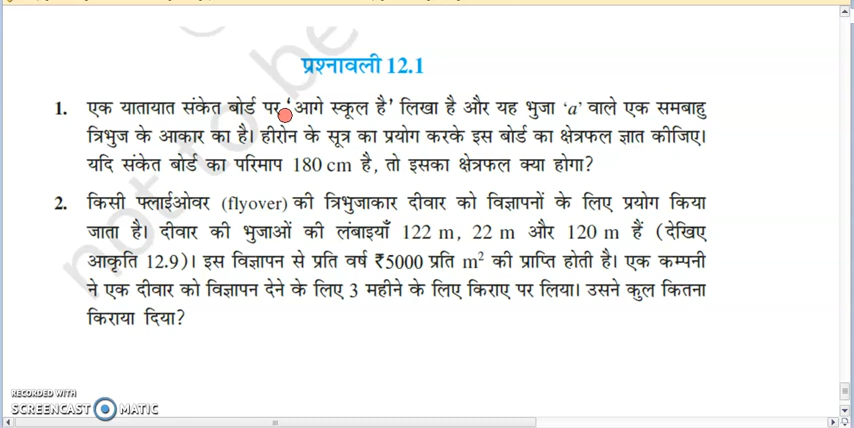 प्रश्नावली 12.1
1. एक यातायात संकेत बोर्ड पर 'आगे स्कूल है' लिखा है और यह भुजा 'a' वाले एक समबाहु
त्रिभुज के आकार का है। हीरोन के सूत्र का प्रयोग करके इस बोर्ड का क्षेत्रफल ज्ञात कीजिए।
यदि संकेत बोर्ड का परिमाप 180 cm है, तो इसका क्षेत्रफल क्या होगा?
2. किसी फ्लाईओवर (flyover) की त्रिभुजाकार दीवार को विज्ञापनों के लिए प्रयोग किया
जाता है। दीवार की भुजाओं की लंबाइयाँ 122 m, 22 m और 120 m हैं (देखिए
आकृति 12.9)। इस विज्ञापन से प्रति वर्ष ₹5000 प्रति m² की प्राप्ति होती है। एक कम्पनी
ने एक दीवार को विज्ञापन देने के लिए 3 महीने के लिए किराए पर लिया। उसने कुल कितना
किराया दिया?
not to be
RECORDED WITH
SCREENCAST MATIC